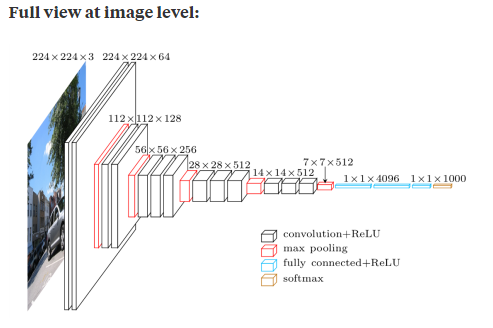 Full view at image level:
224×224×3 224×224×64
112×112×128
56×56×256
28×28×512
14×14×512
7×7×512
1×1×4096 1×1×1000
convolution+ReLU
max pooling
fully connected+ReLU
softmax